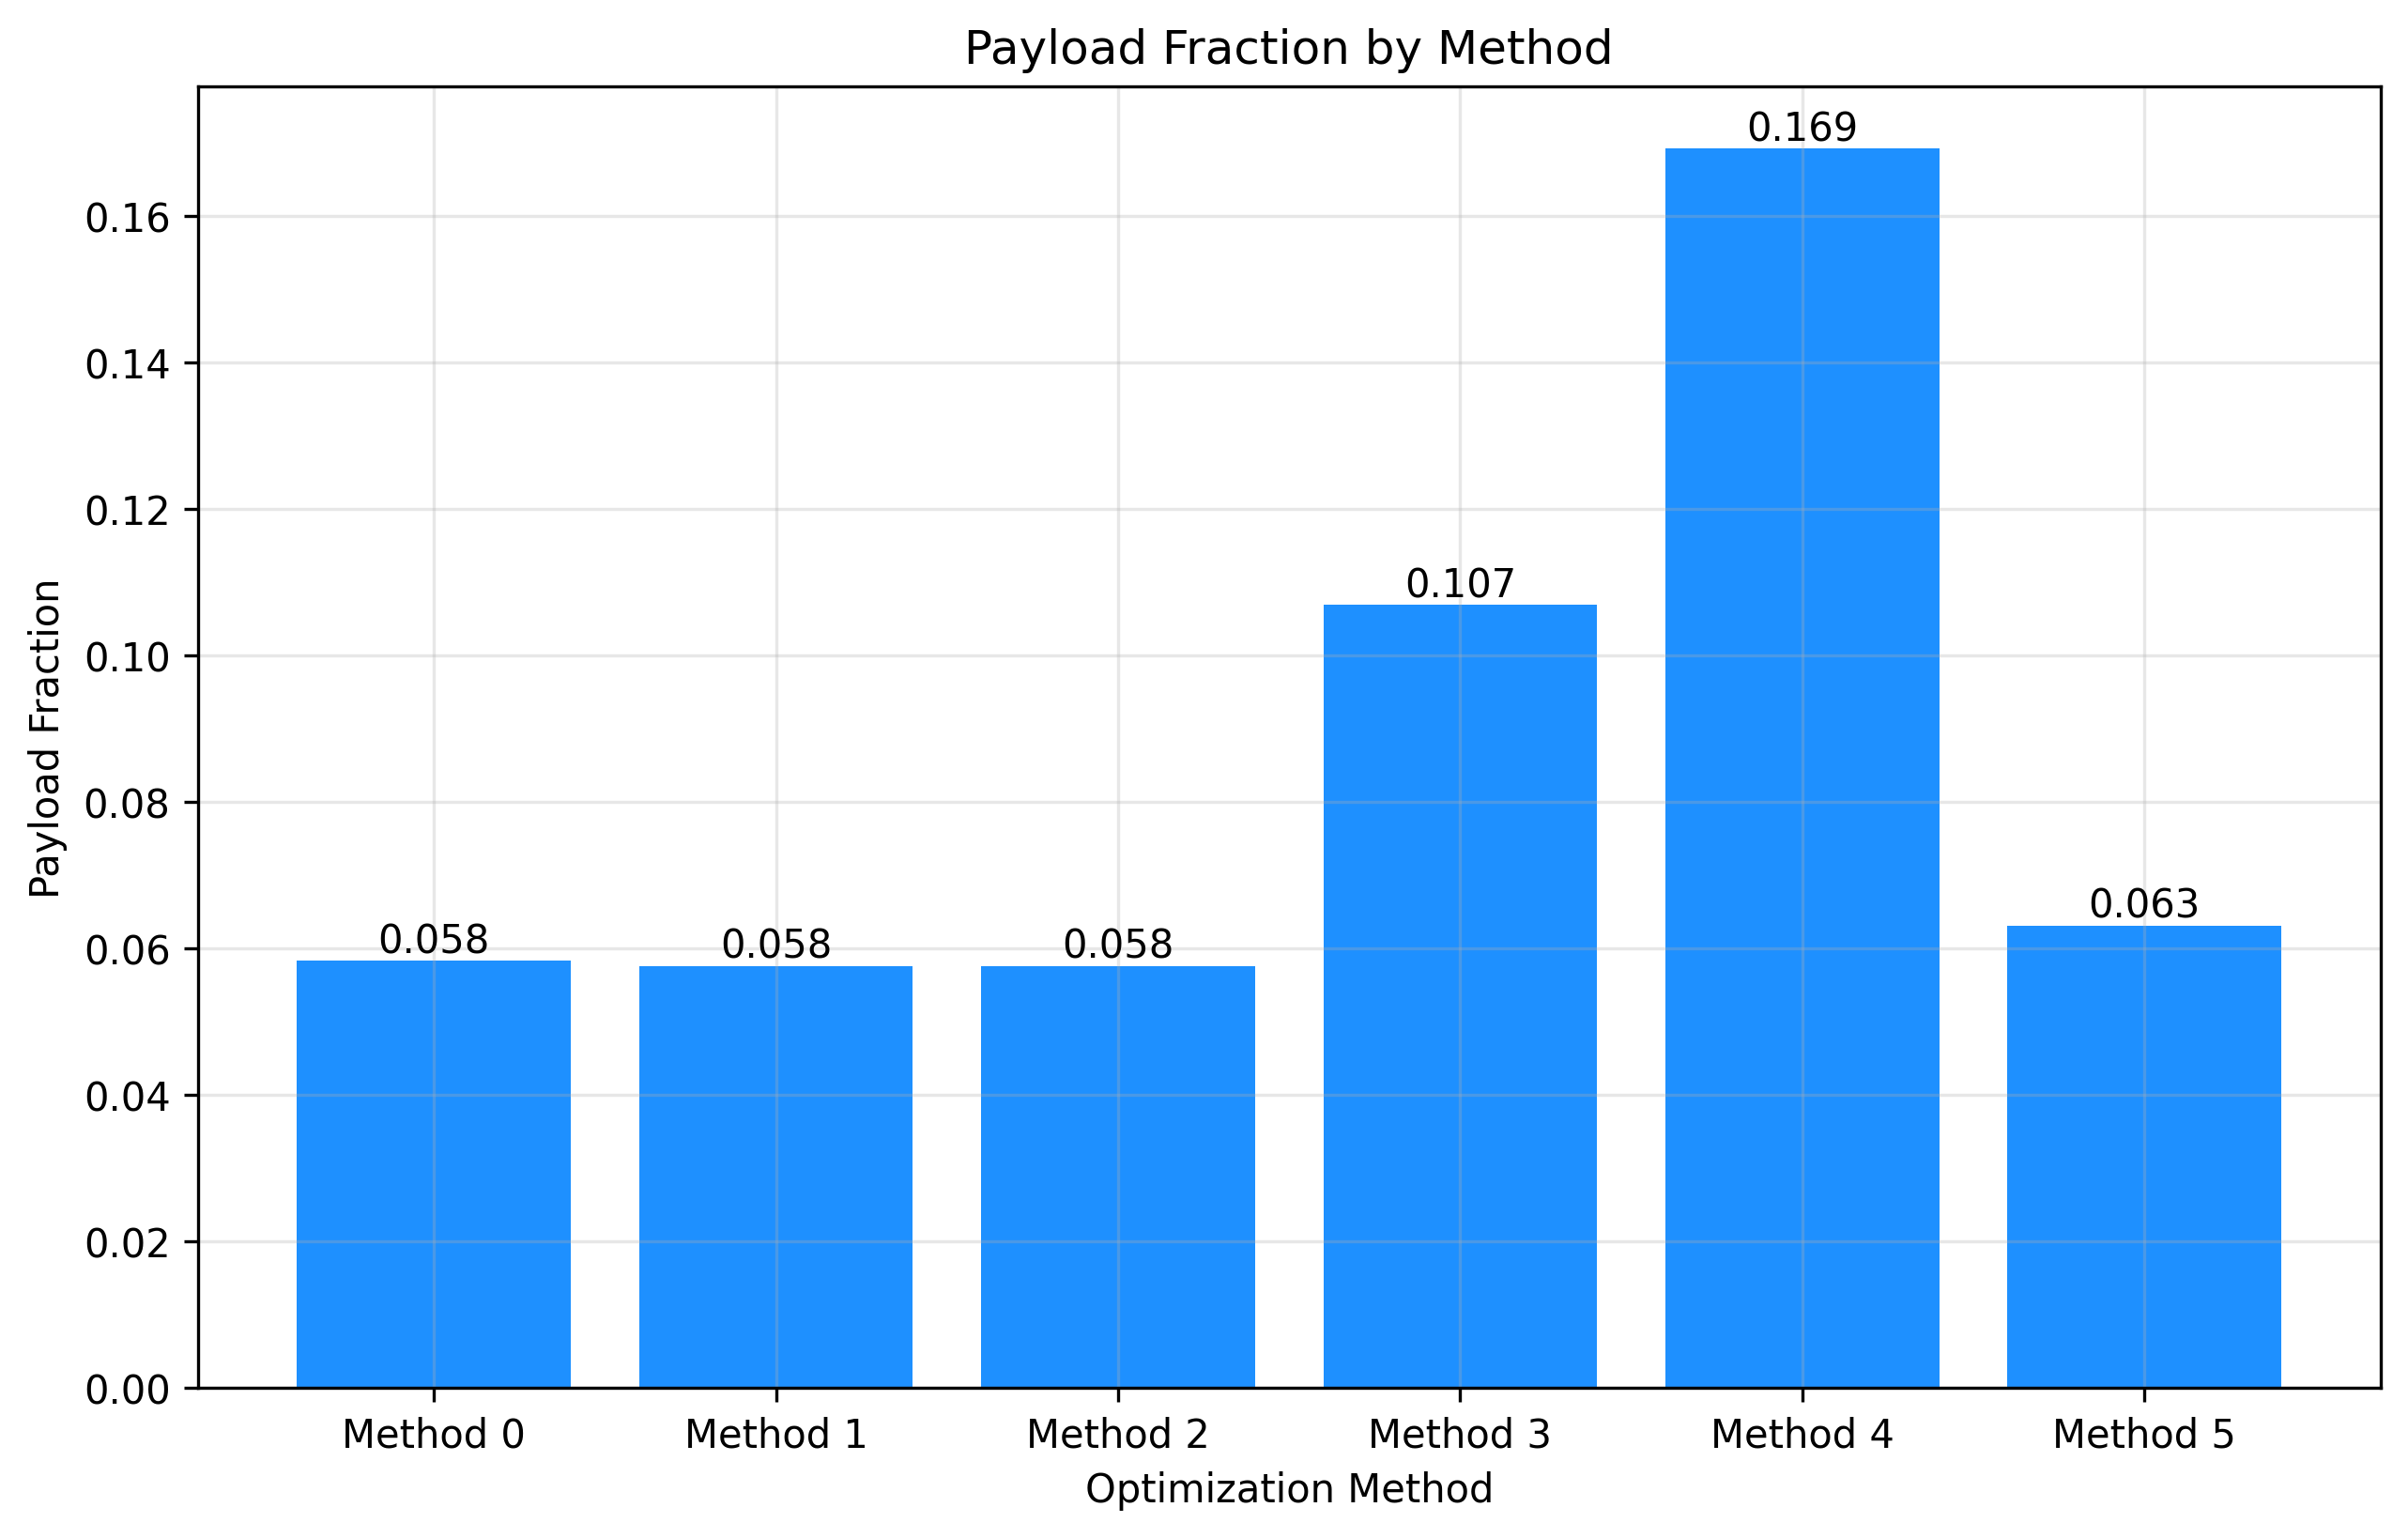 Payload Fraction by Method
Payload Fraction
0.16
0.14
0.12
0.10
0.08
0.06
0.04
0.02
0.00
0.058
0.058
0.058
0.107
0.169
0.063
Method 0
Method 1
Method 2
Method 3
Method 4
Method 5
Optimization Method